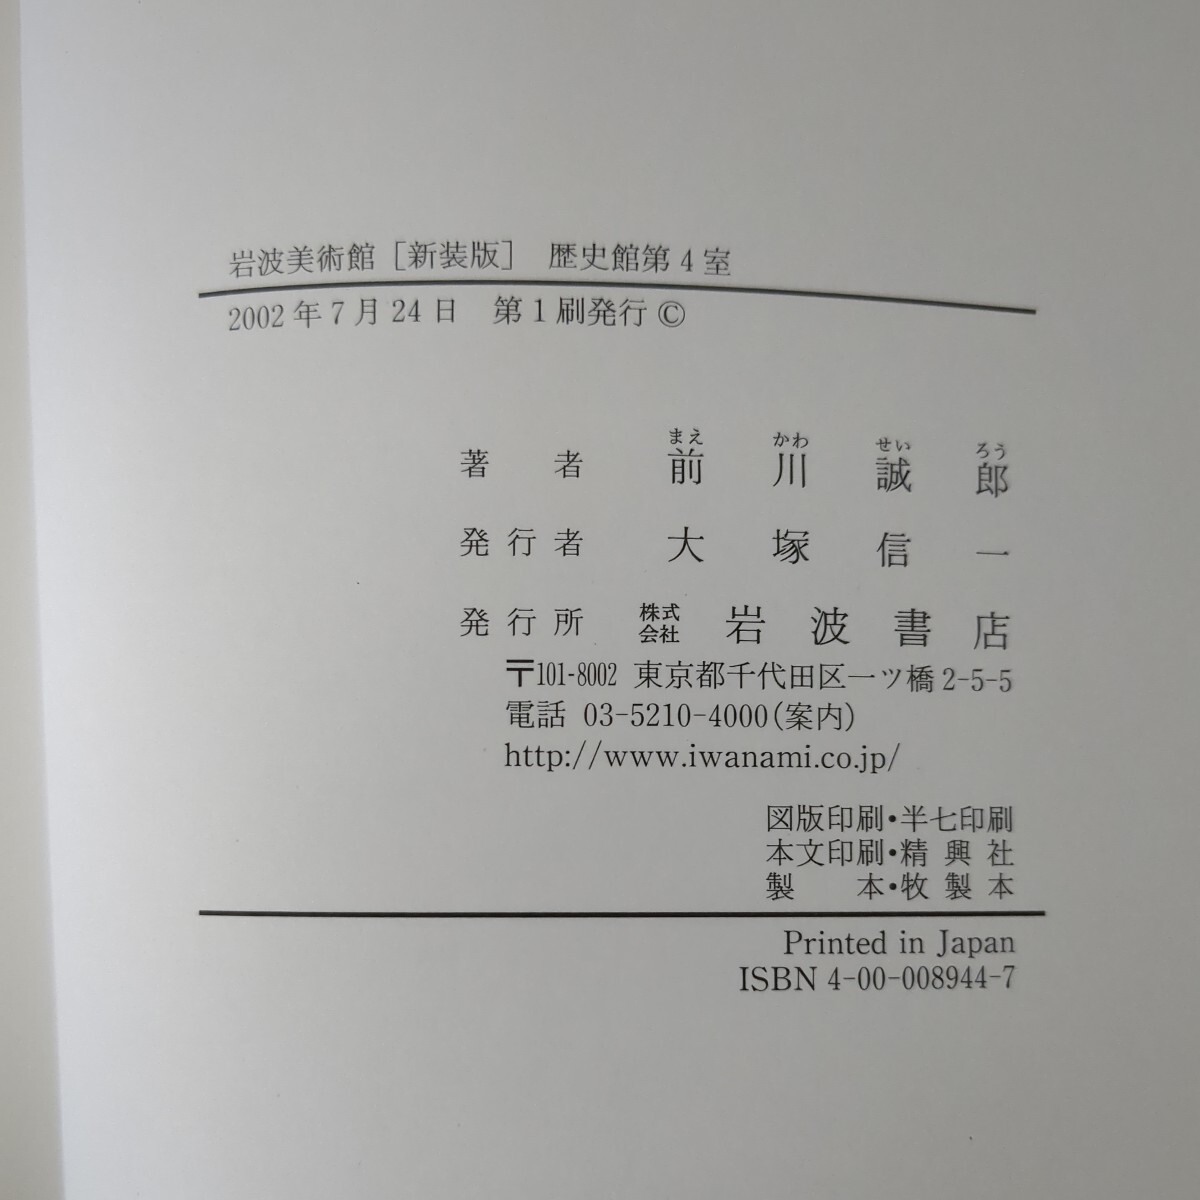 岩波美術館［新装版］ 歴史館第4室
2002年7月24日 第1刷発行©
まえ かわ せい ろう
著者 前川誠郎
発行者 大塚信一
発行所 株式会社 岩波書店
〒101-8002 東京都千代田区一ツ橋2-5-5
電話 03-5210-4000(案内)
http://www.iwanami.co.jp/
図版印刷・半七印刷
本文印刷・精興社
製本・牧製本
Printed in Japan
ISBN 4-00-008944-7